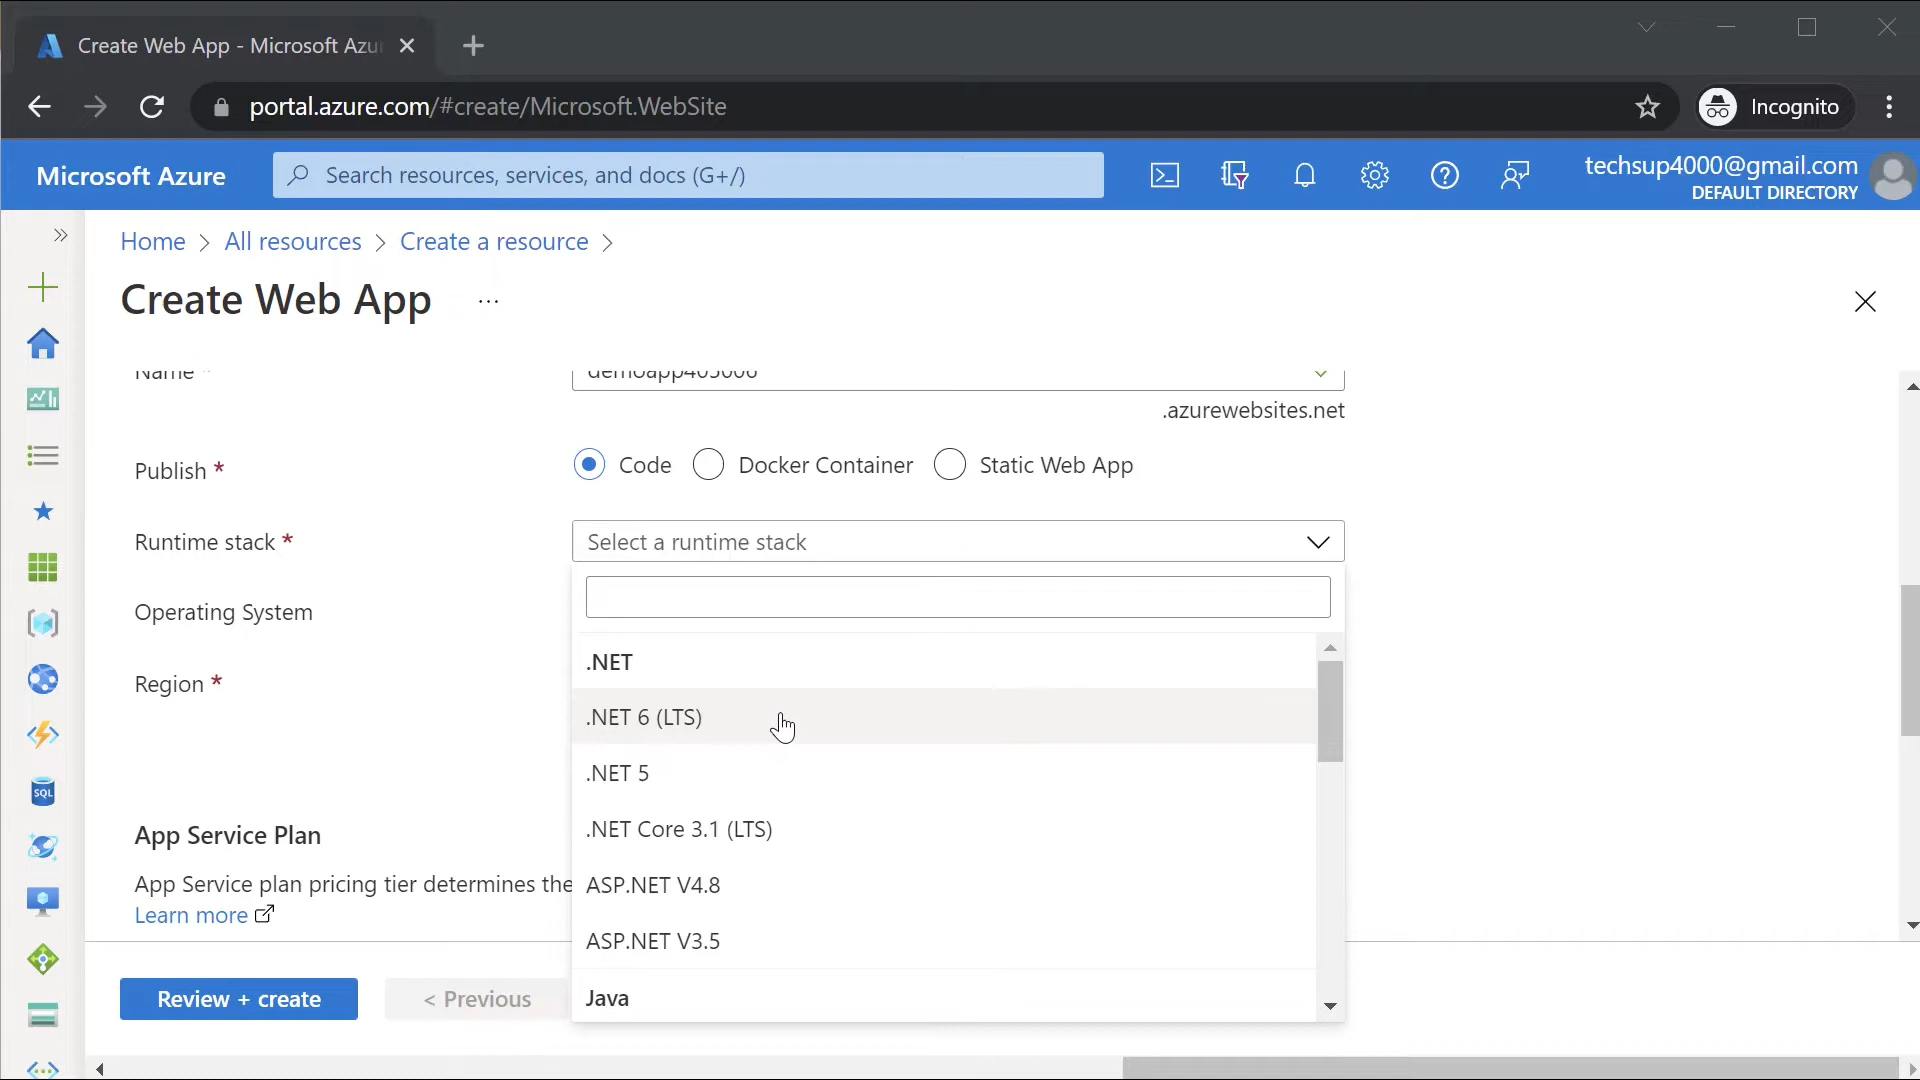 Create Web App - Microsoft Azu
portal.azure.com/#create/Microsoft.WebSite
Incognito
Microsoft Azure
Search resources, services, and docs (G+/)
techsup4000@gmail.com
DEFAULT DIRECTORY
Home > All resources > Create a resource >
Create Web App ...
Name *
demoapp403006
.azurewebsites.net
Publish *
Code
Docker Container
Static Web App
Runtime stack *
Select a runtime stack
Operating System
Region *
.NET
.NET 6 (LTS)
.NET 5
.NET Core 3.1 (LTS)
ASP.NET V4.8
ASP.NET V3.5
Java
App Service Plan
App Service plan pricing tier determines the
Learn more
Review + create
< Previous
SQL